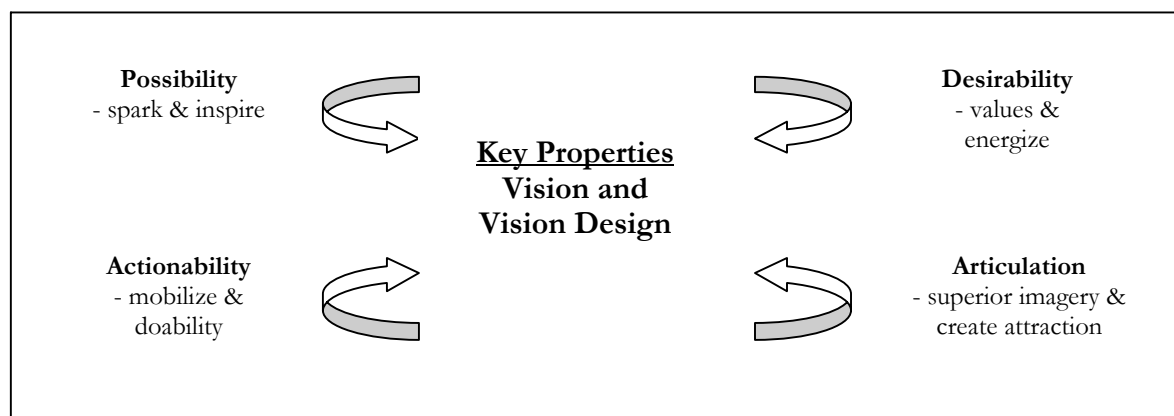 Possibility
- spark & inspire
Desirability
- values &
energize
Key Properties
Vision and
Vision Design
Actionability
- mobilize &
doability
Articulation
- superior imagery &
create attraction